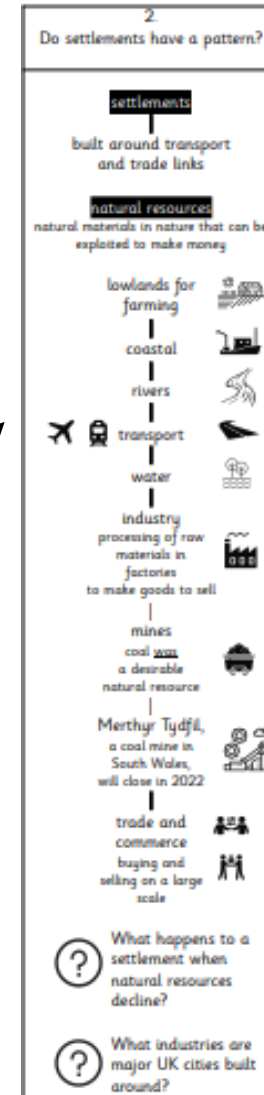 2.
Do settlements have a pattern?
settlements
built around transport
and trade links
natural resources
natural materials in nature that can be
exploited to make money
lowlands for
farming
coastal
rivers
transport
water
industry
processing of raw
materials in
factories
to make goods to sell
mines
coal was
a desirable
natural resource
Merthyr Tydfil,
a coal mine in
South Wales,
will close in 2022
trade and
commerce
buying and
selling on a large
scale
?
What happens to a
settlement when
natural resources
decline?
?
What industries are
major UK cities built
around?